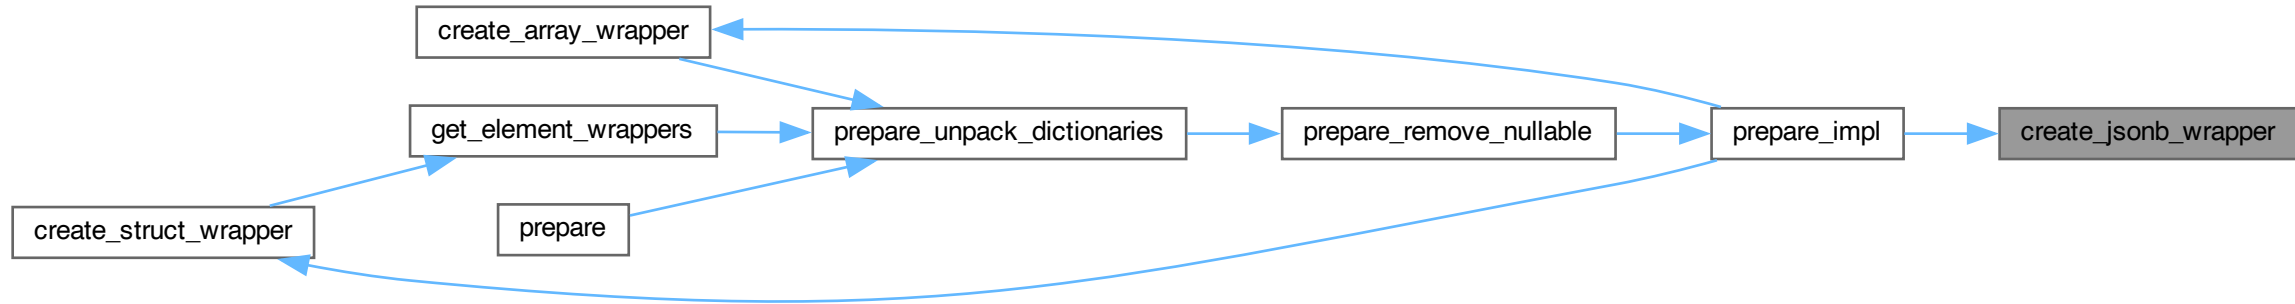 create_array_wrapper
get_element_wrappers
prepare_unpack_dictionaries
prepare_remove_nullable
prepare_impl
create_jsonb_wrapper
create_struct_wrapper
prepare